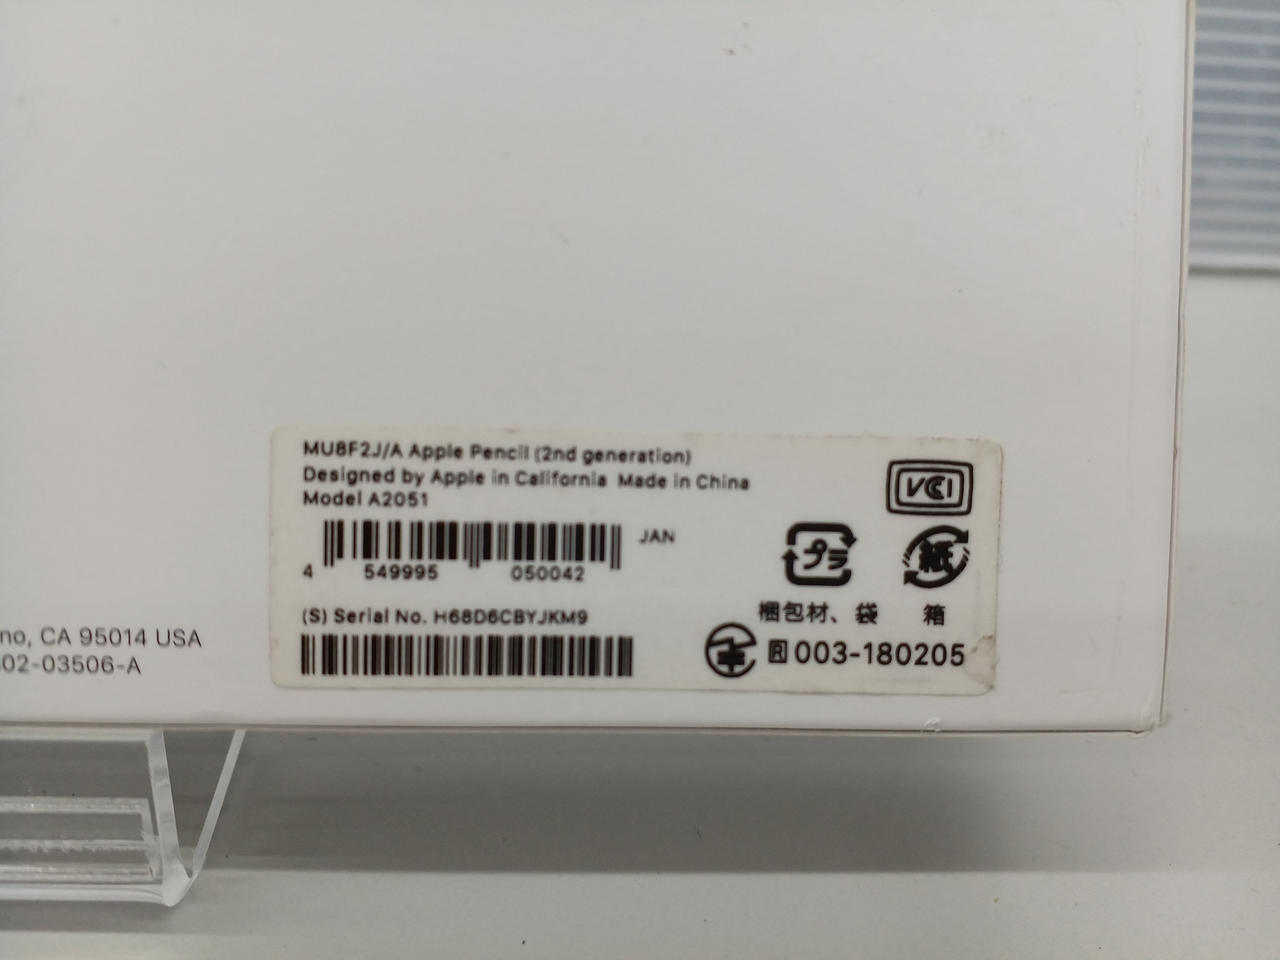 MU8F2J/A Apple Pencil (2nd generation)
Designed by Apple in California Made in China
Model A2051
JAN
4 549995 050042
(S) Serial No. H68D6CBYJKM9
VCCI
プラ
紙
梱包材、袋
箱
R 003-180205
no, CA 95014 USA
02-03506-A